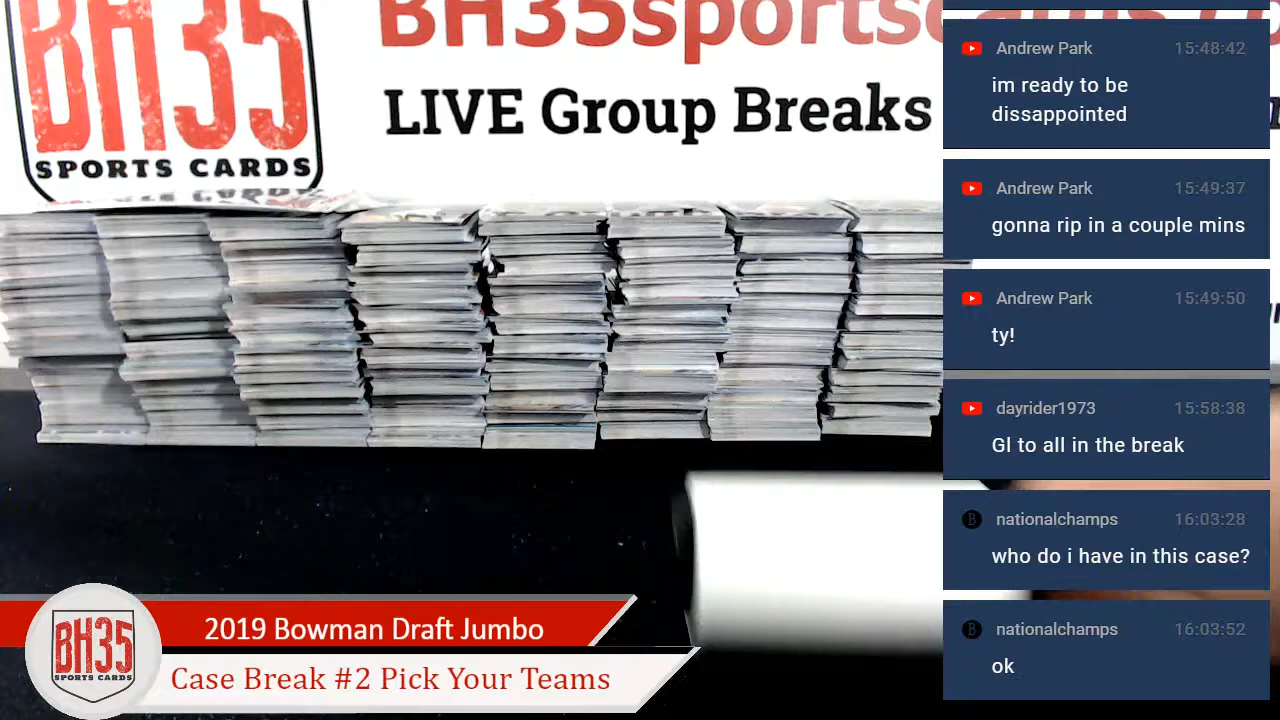 BH35
SPORTS CARDS
LIVE Group Breaks
Andrew Park 15:48:42
im ready to be
dissappointed
Andrew Park 15:49:37
gonna rip in a couple mins
Andrew Park 15:49:50
ty!
dayrider1973 15:58:38
Gl to all in the break
nationalchamps 16:03:28
who do i have in this case?
nationalchamps 16:03:52
ok
2019 Bowman Draft Jumbo
Case Break #2 Pick Your Teams
BH35
SPORTS CARDS